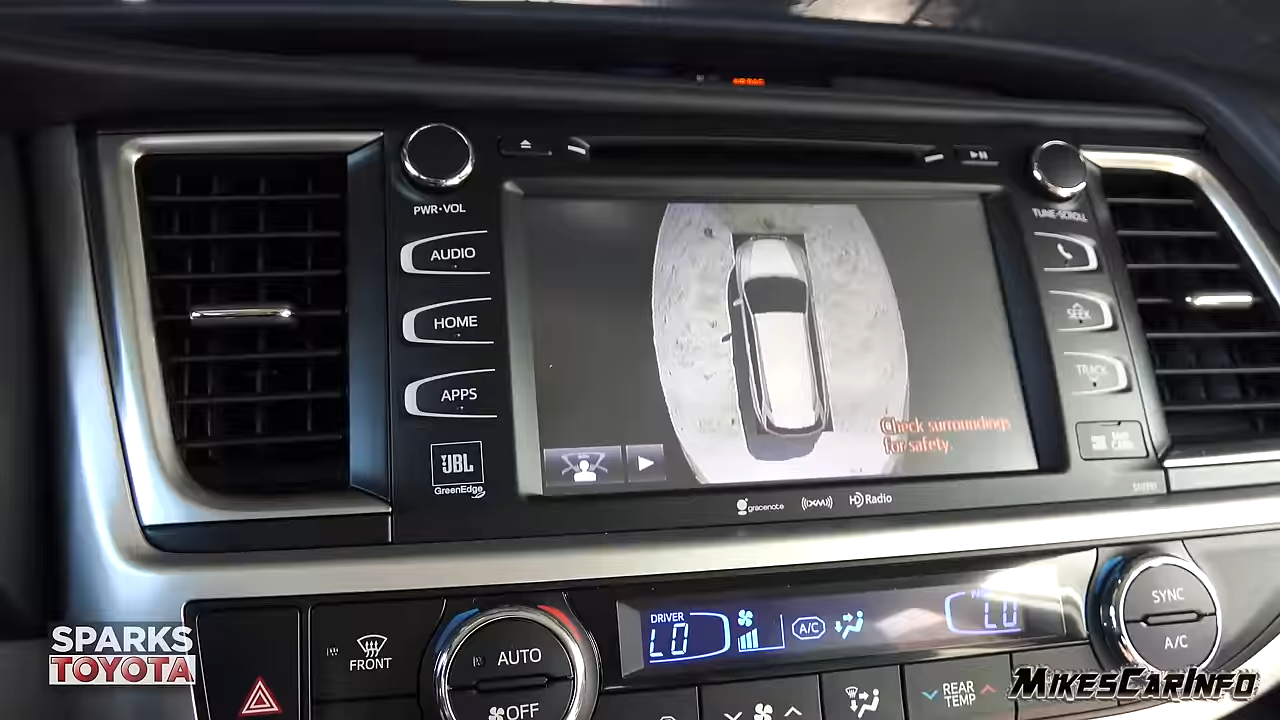 PWR•VOL
AUDIO
HOME
APPS
JBL
GreenEdge
TUNE•SCROLL
SEEK
TRACK
Check surroundings
for safety.
gracenote
((XM))
HD Radio
SPARKS
TOYOTA
FRONT
AUTO
OFF
DRIVER
LO
A/C
LO
SYNC
A/C
REAR
TEMP
MIKESCARINFO